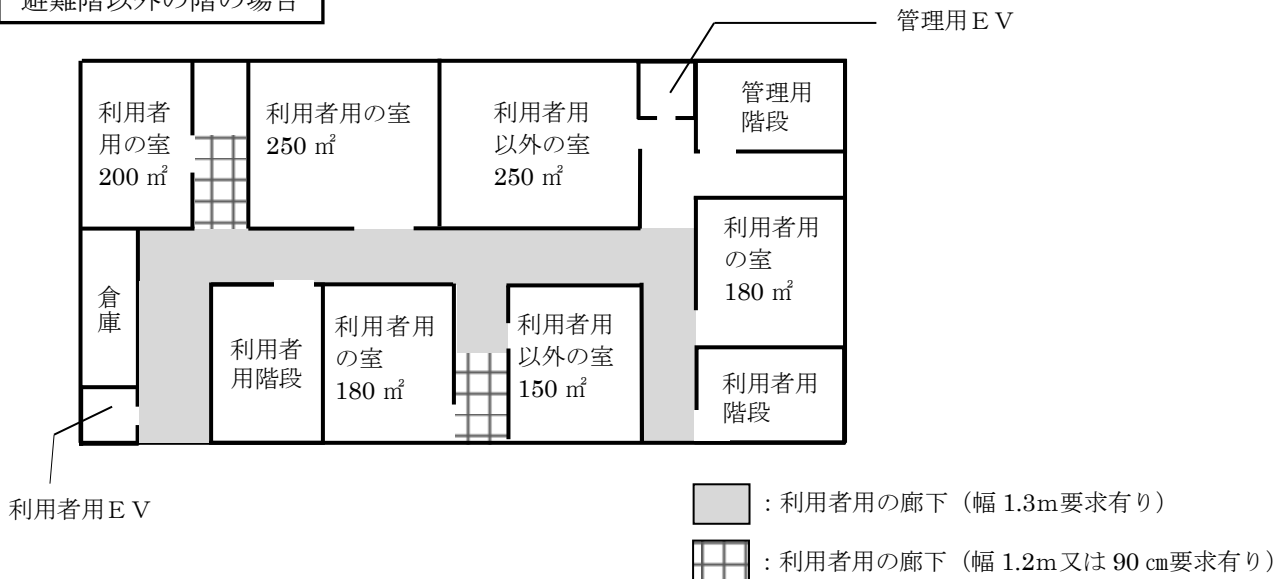 避難階以外の階の場合
管理用ＥＶ
利用者
用の室
200 ㎡
利用者用の室
250 ㎡
利用者用
以外の室
250 ㎡
管理用
階段
利用者用
の室
180 ㎡
倉
庫
利用者
用階段
利用者用
の室
180 ㎡
利用者用
以外の室
150 ㎡
利用者用
階段
利用者用ＥＶ
：利用者用の廊下（幅 1.3m要求有り）
：利用者用の廊下（幅 1.2m又は 90 ㎝要求有り）